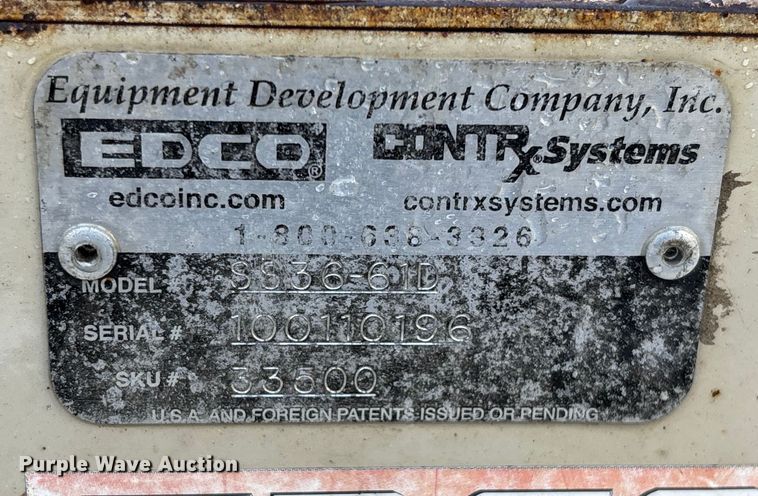 Equipment Development Company, Inc.
EDCO® CONTRx® Systems
edcoinc.com contrxsystems.com
1-800-638-3326
MODEL # SS36-61D
SERIAL # 100110196
SKU # 33500
U.S.A. AND FOREIGN PATENTS ISSUED OR PENDING
Purple Wave Auction